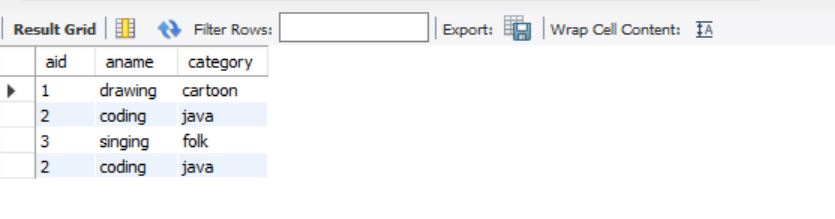 Result Grid Filter Rows: Export: Wrap Cell Content: IA
aid aname category
1 drawing cartoon
2 coding java
3 singing folk
2 coding java